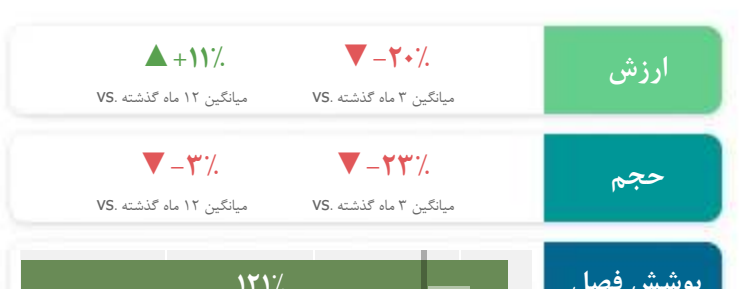 ارزش
▼ -۲۰٪
▲ +۱۱٪
میانگین ۳ ماه گذشته .VS
میانگین ۱۲ ماه گذشته .VS
حجم
▼ -۲۳٪
▼ -۳٪
میانگین ۳ ماه گذشته .VS
میانگین ۱۲ ماه گذشته .VS
پوشش فصل
۱۲۱٪